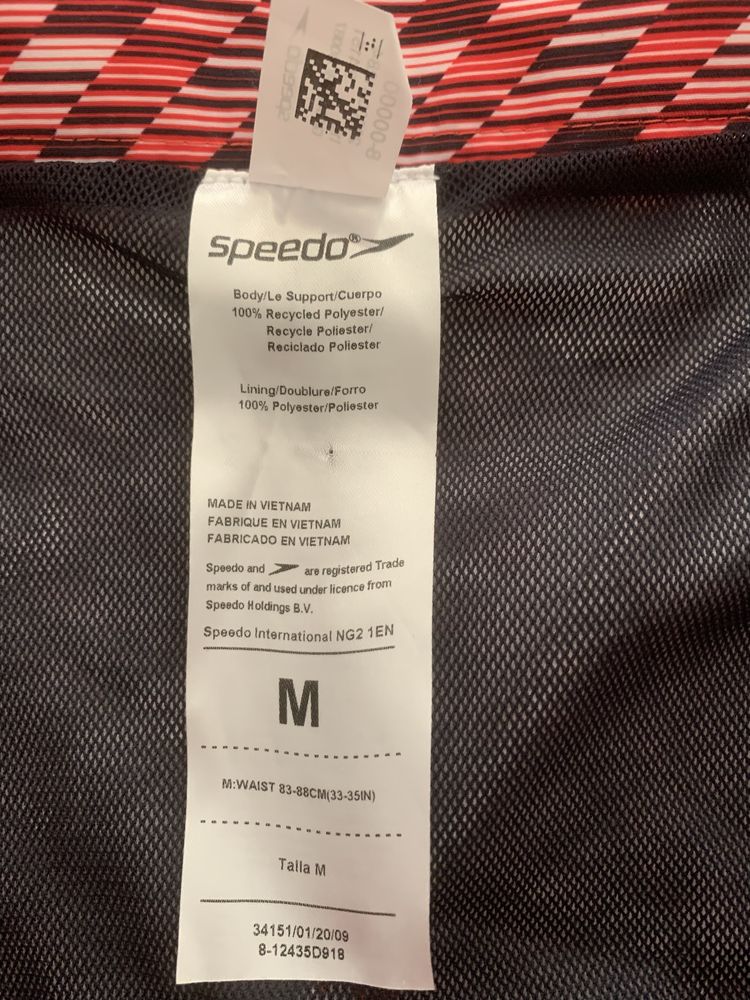 speedo®
Body/Le Support/Cuerpo
100% Recycled Polyester/
Recycle Poliester/
Reciclado Poliester
Lining/Doublure/Forro
100% Polyester/Poliester
MADE IN VIETNAM
FABRIQUE EN VIETNAM
FABRICADO EN VIETNAM
Speedo and are registered Trade
marks of and used under licence from
Speedo Holdings B.V.
Speedo International NG2 1EN
M
M:WAIST 83-88CM(33-35IN)
Talla M
34151/01/20/09
8-12435D918